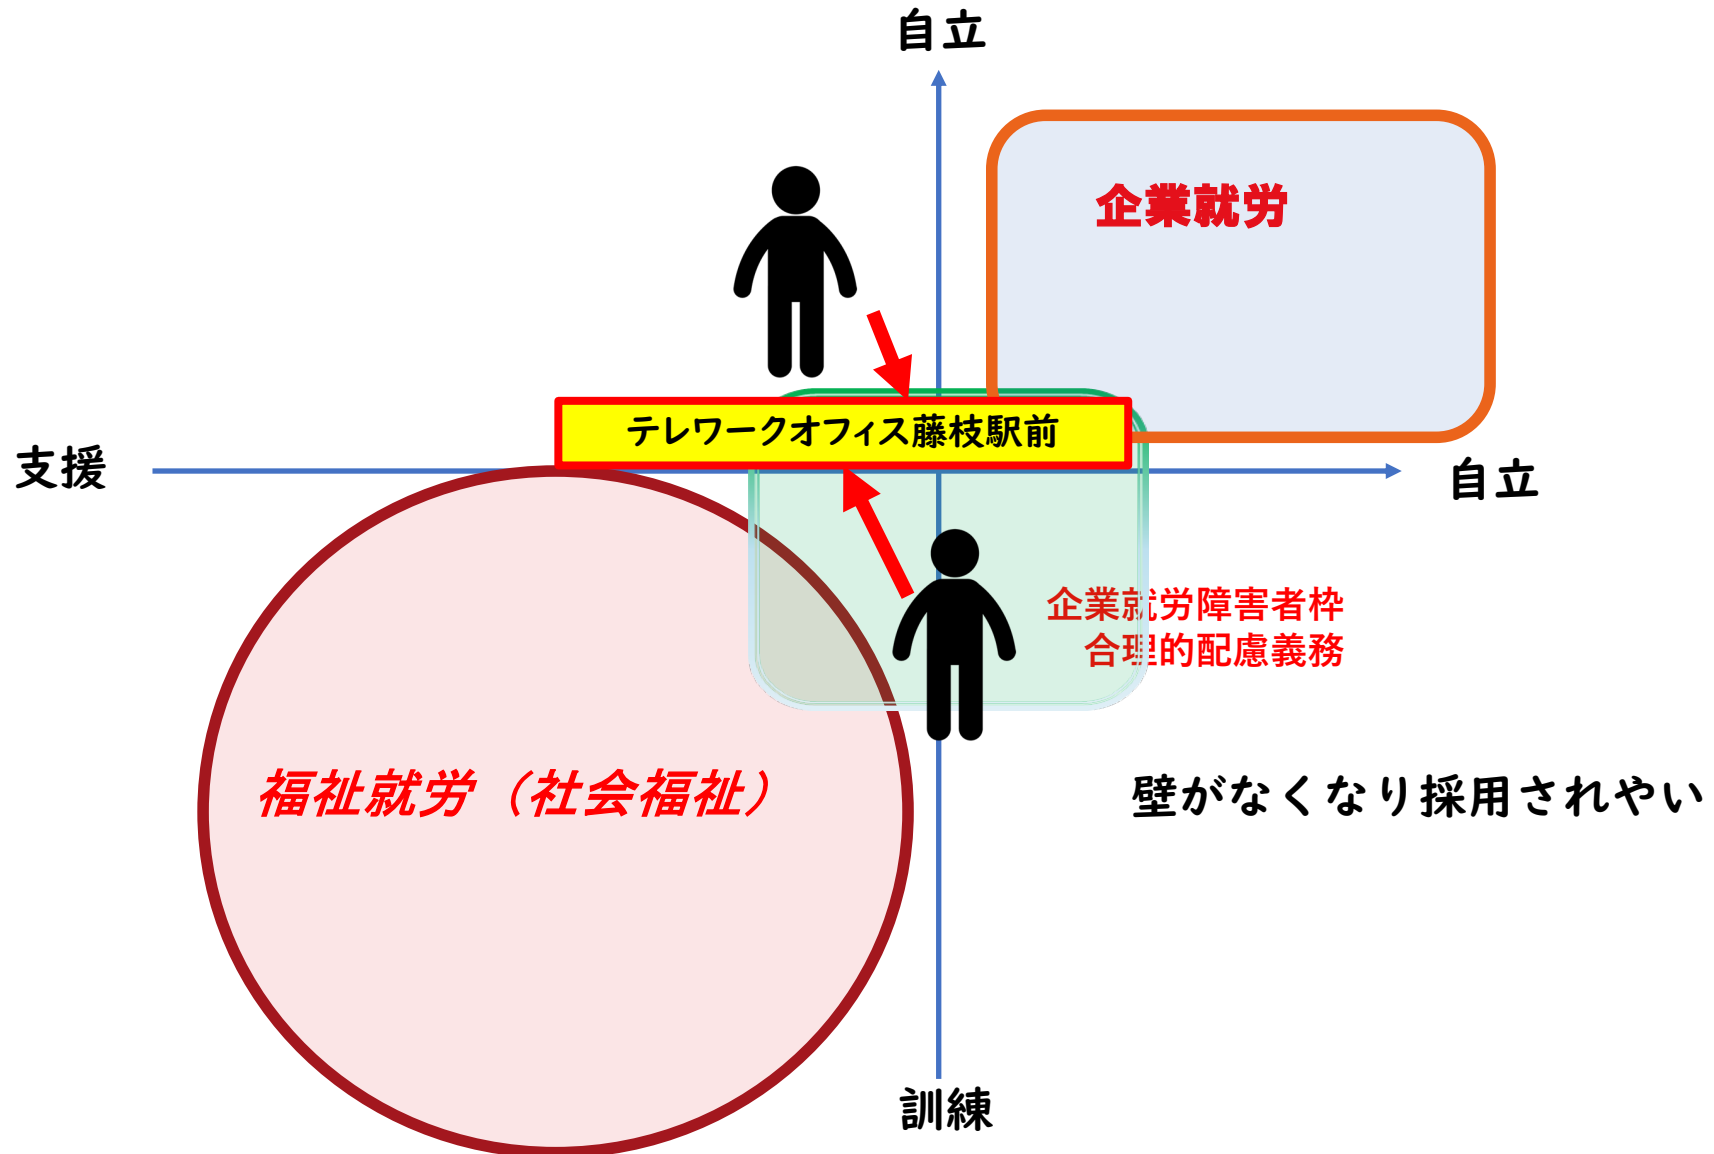 自立
企業就労
テレワークオフィス藤枝駅前
支援
自立
企業就労障害者枠
合理的配慮義務
福祉就労（社会福祉）
壁がなくなり採用されやい
訓練